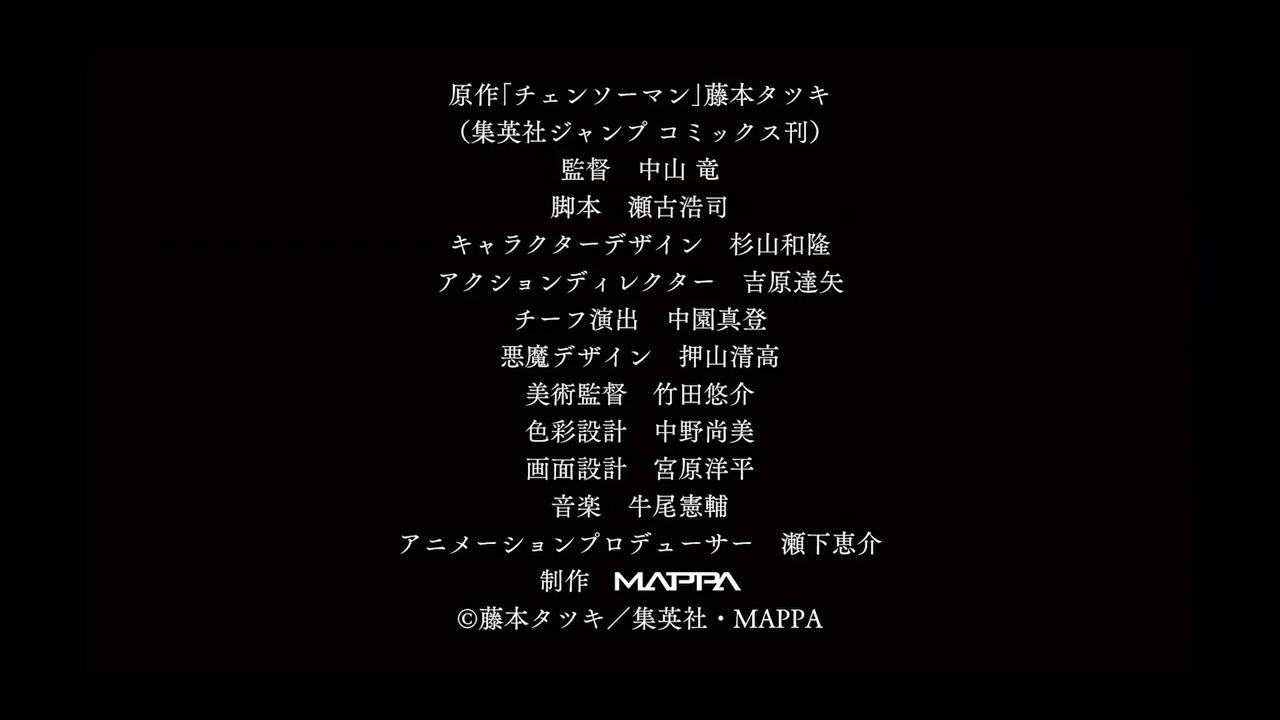 原作「チェンソーマン」藤本タツキ
（集英社ジャンプ コミックス刊）
監督　中山 竜
脚本　瀬古浩司
キャラクターデザイン　杉山和隆
アクションディレクター　吉原達矢
チーフ演出　中園真登
悪魔デザイン　押山清高
美術監督　竹田悠介
色彩設計　中野尚美
画面設計　宮原洋平
音楽　牛尾憲輔
アニメーションプロデューサー　瀬下恵介
制作　MAPPA
©藤本タツキ／集英社・MAPPA